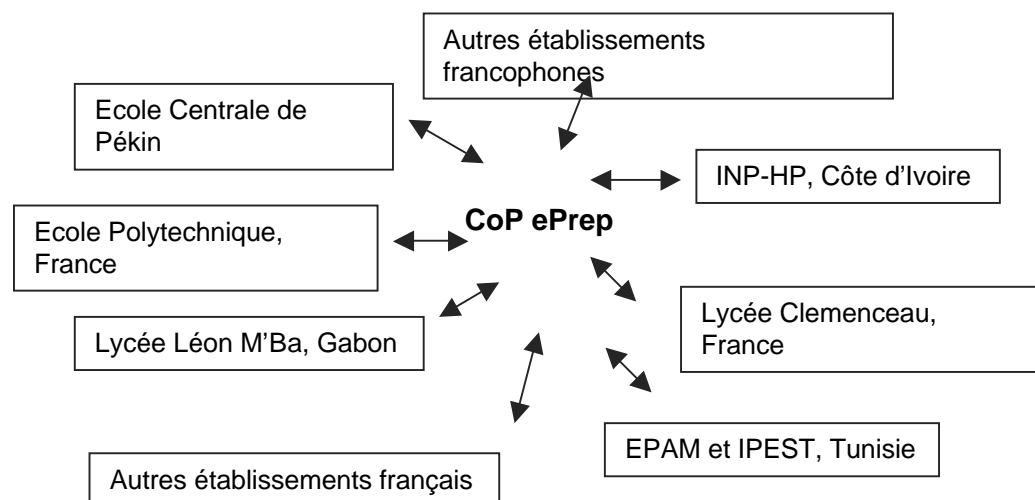 Autres établissements
francophones
Ecole Centrale de
Pékin
INP-HP, Côte d'Ivoire
CoP ePrep
Ecole Polytechnique,
France
Lycée Clemenceau,
France
Lycée Léon M'Ba, Gabon
EPAM et IPEST, Tunisie
Autres établissements français